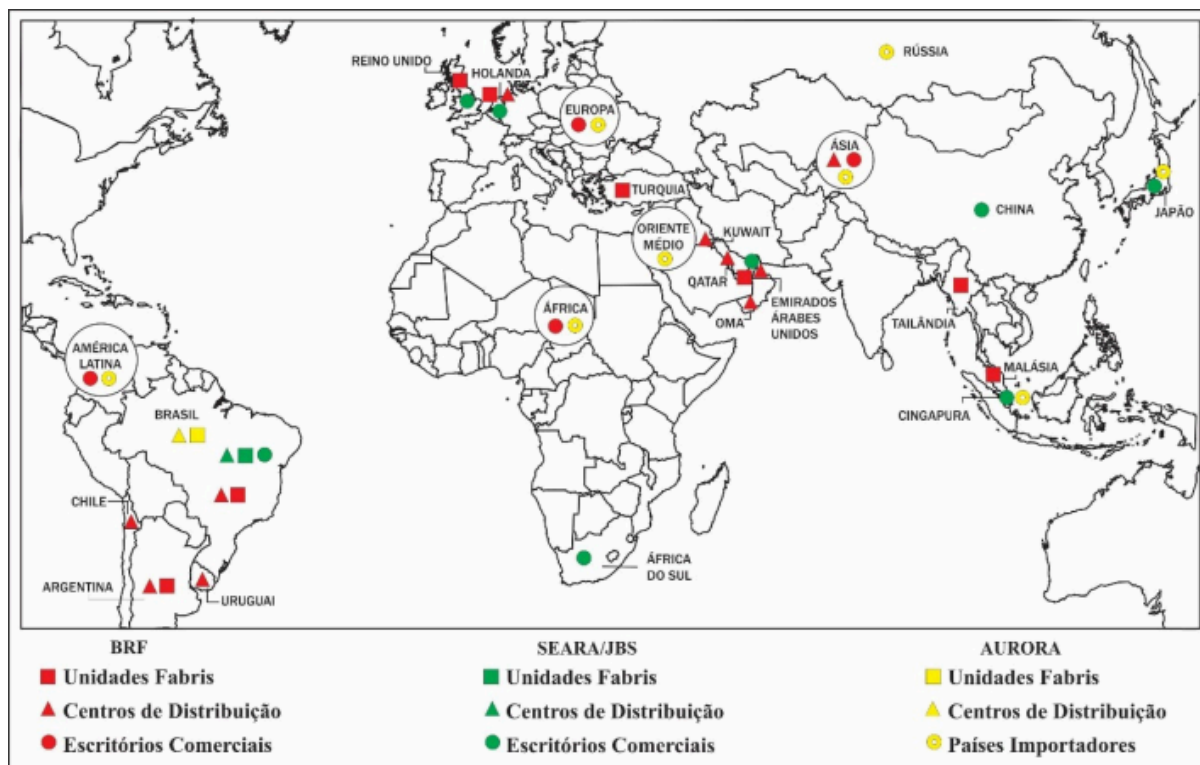 RÚSSIA
REINO UNIDO
HOLANDA
EUROPA
ÁSIA
TURQUIA
CHINA
JAPÃO
ORIENTE
MÉDIO
KUWAIT
QATAR
EMIRADOS
ÁRABES
UNIDOS
OMA
TAILÂNDIA
ÁFRICA
AMÉRICA
LATINA
MALÁSIA
CINGAPURA
BRASIL
CHILE
ÁFRICA
DO SUL
ARGENTINA
URUGUAI
BRF
Unidades Fabris
Centros de Distribuição
Escritórios Comerciais
SEARA/JBS
Unidades Fabris
Centros de Distribuição
Escritórios Comerciais
AURORA
Unidades Fabris
Centros de Distribuição
Países Importadores